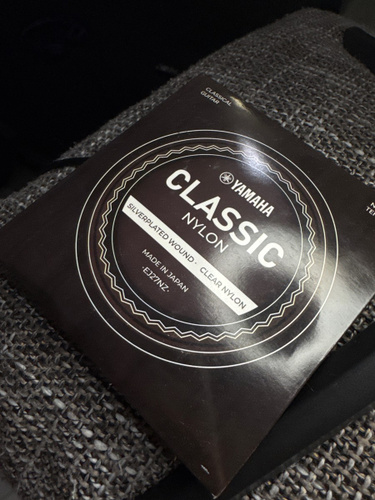 CLASSICAL
GUITAR
YAMAHA
CLASSIC
NYLON
SILVERPLATED WOUND · CLEAR NYLON
MADE IN JAPAN
·EJ27NZ·